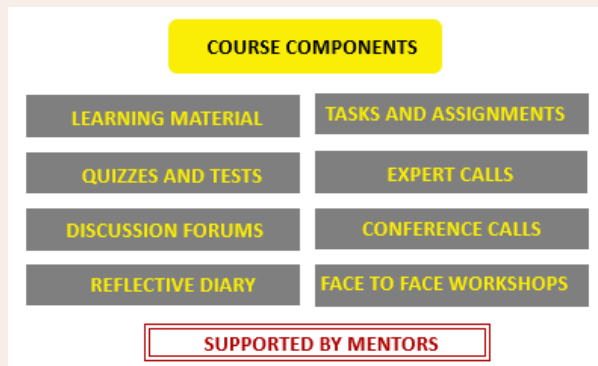 COURSE COMPONENTS
LEARNING MATERIAL
TASKS AND ASSIGNMENTS
QUIZZES AND TESTS
EXPERT CALLS
DISCUSSION FORUMS
CONFERENCE CALLS
REFLECTIVE DIARY
FACE TO FACE WORKSHOPS
SUPPORTED BY MENTORS